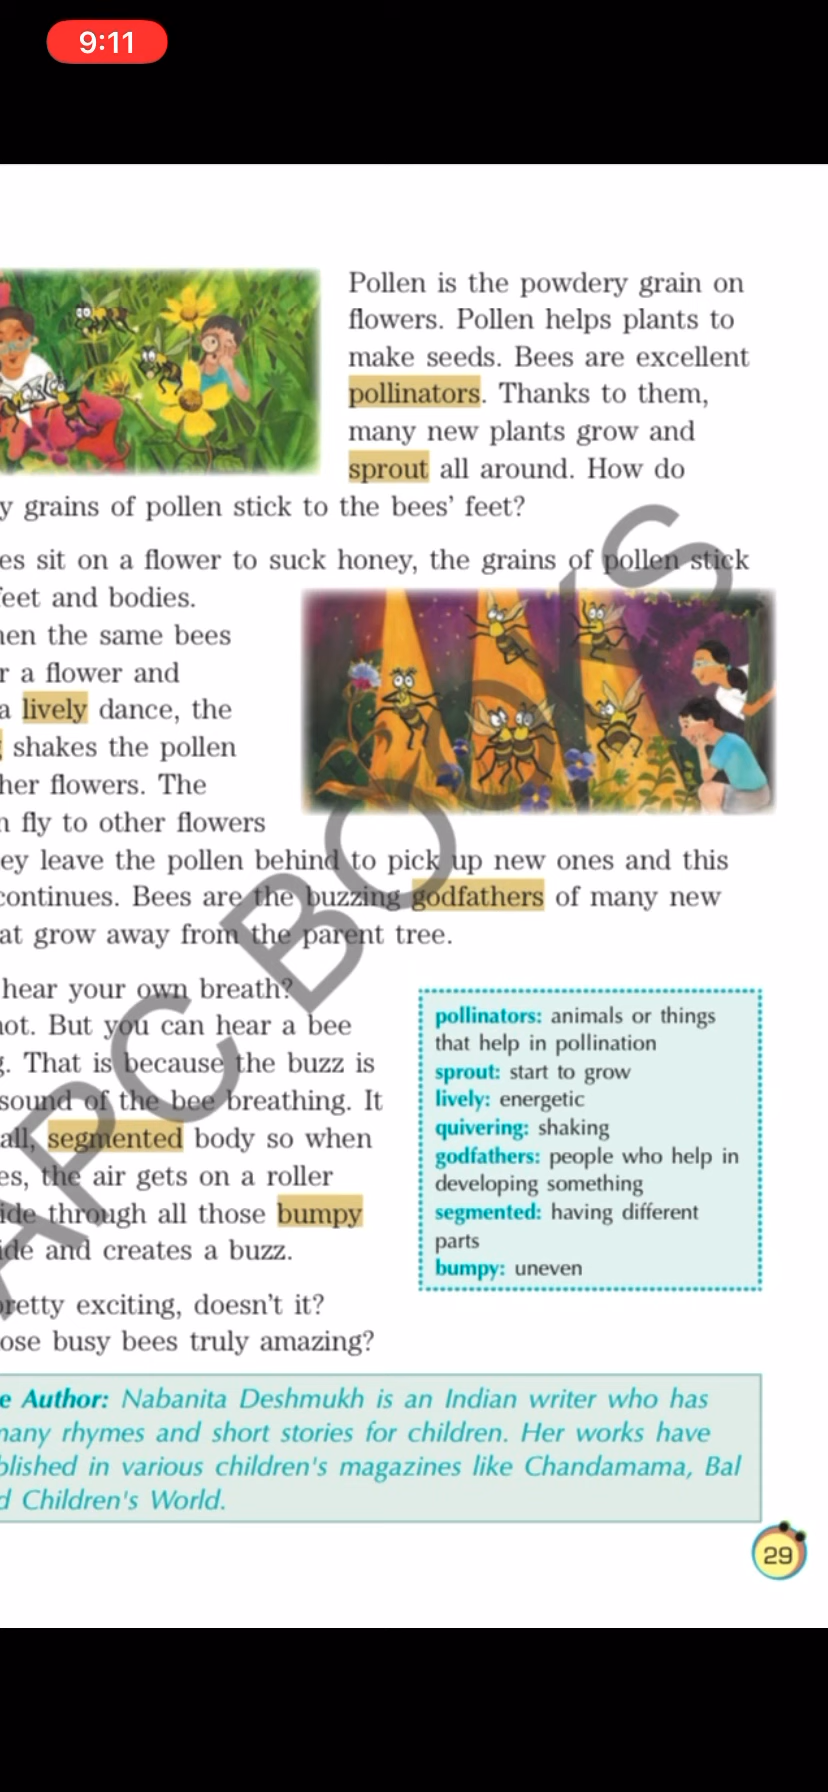 9:11
Pollen is the powdery grain on
flowers. Pollen helps plants to
make seeds. Bees are excellent
pollinators. Thanks to them,
many new plants grow and
sprout all around. How do
y grains of pollen stick to the bees' feet?
es sit on a flower to suck honey, the grains of pollen stick
feet and bodies.
hen the same bees
r a flower and
a lively dance, the
shakes the pollen
her flowers. The
n fly to other flowers
ey leave the pollen behind to pick up new ones and this
continues. Bees are the buzzing godfathers of many new
at grow away from the parent tree.
hear your own breath?
not. But you can hear a bee
g. That is because the buzz is
sound of the bee breathing. It
all, segmented body so when
es, the air gets on a roller
ide through all those bumpy
ide and creates a buzz.
pretty exciting, doesn't it?
ose busy bees truly amazing?
pollinators: animals or things
that help in pollination
sprout: start to grow
lively: energetic
quivering: shaking
godfathers: people who help in
developing something
segmented: having different
parts
bumpy: uneven
e Author: Nabanita Deshmukh is an Indian writer who has
many rhymes and short stories for children. Her works have
blished in various children's magazines like Chandamama, Bal
d Children's World.
29
APC BOOKS